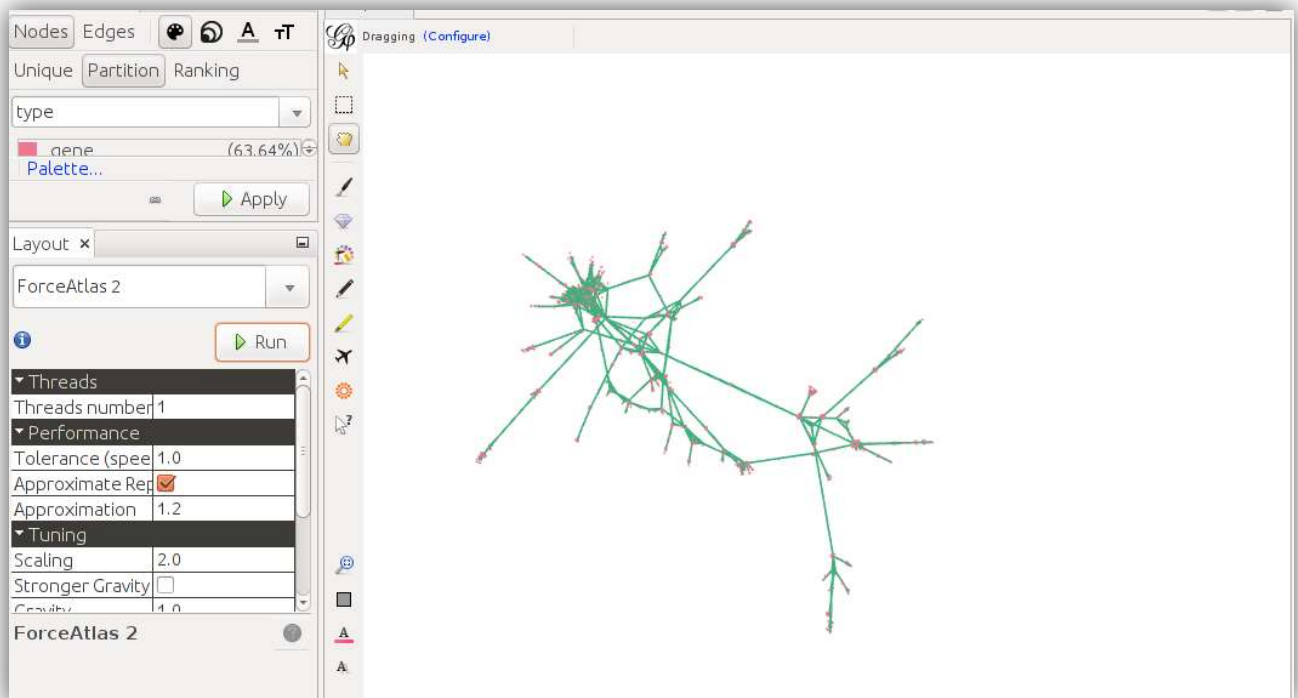 Nodes Edges A TT
Unique Partition Ranking
type
gene (63.64%)
Palette...
Apply
Layout ×
ForceAtlas 2
Run
Threads
Threads number 1
Performance
Tolerance (spee 1.0
Approximate Rep
Approximation 1.2
Tuning
Scaling 2.0
Stronger Gravity
Gravity 1.0
ForceAtlas 2
Dragging (Configure)
A
A